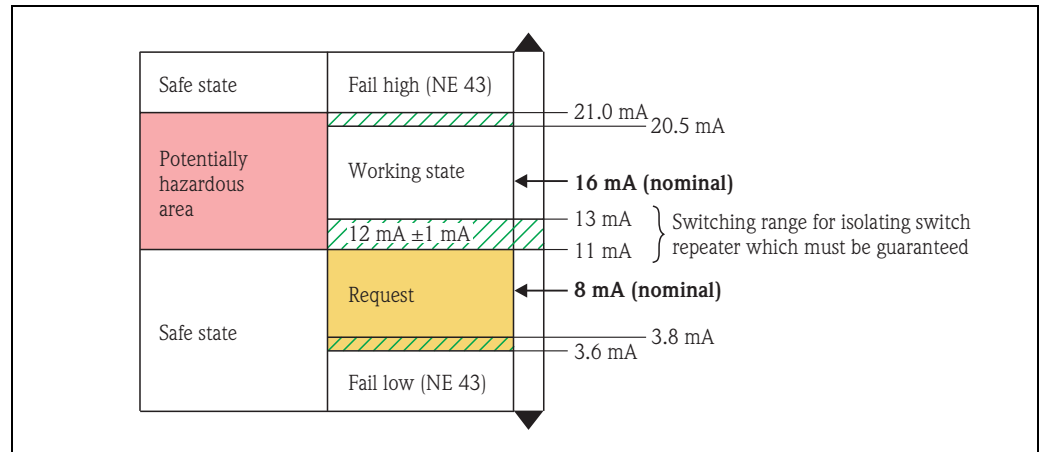 Safe state
Fail high (NE 43)
21.0 mA
20.5 mA
Potentially
hazardous
area
Working state
16 mA (nominal)
13 mA
12 mA ±1 mA
11 mA
Switching range for isolating switch
repeater which must be guaranteed
Request
8 mA (nominal)
Safe state
3.8 mA
3.6 mA
Fail low (NE 43)